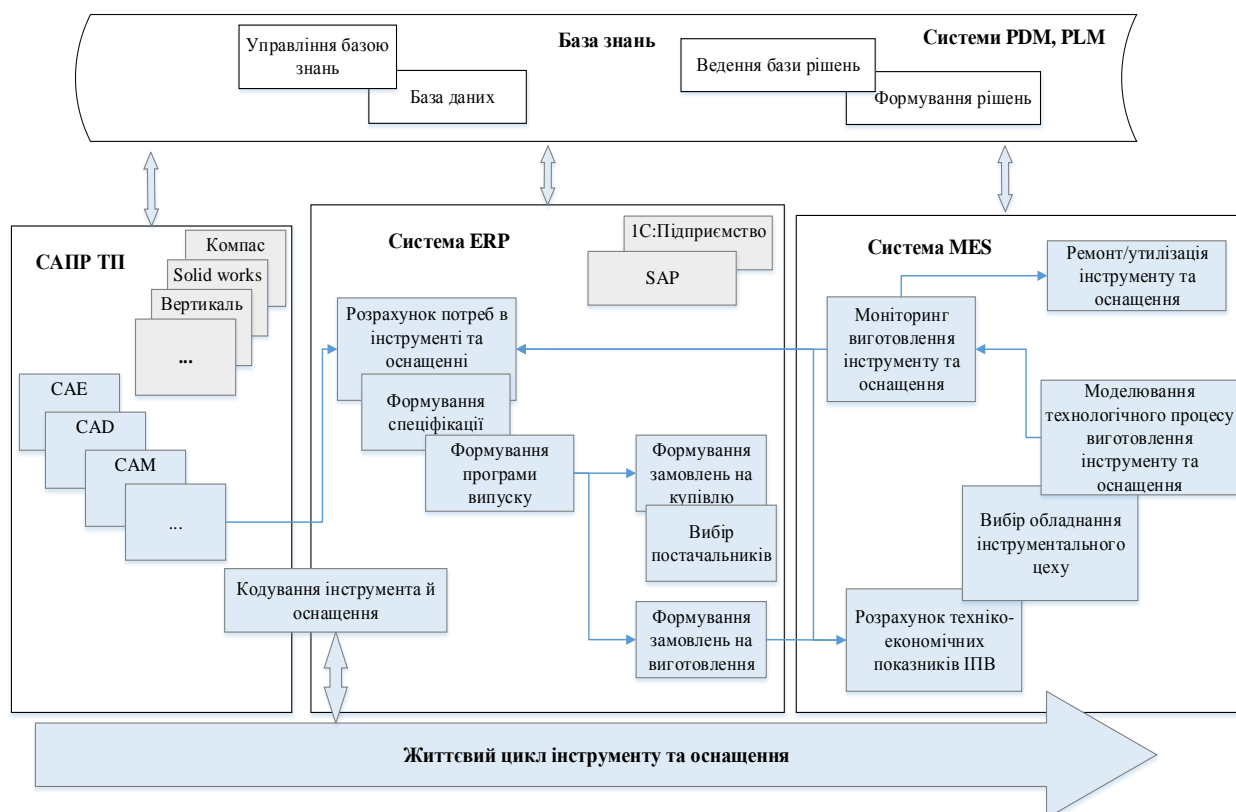 База знань
Системи PDM, PLM
Управління базою
знань
База даних
Ведення бази рішень
Формування рішень
САПР ТП
Компас
Solid works
Вертикаль
...
CAE
CAD
CAM
...
Кодування інструмента й
оснащення
Система ERP
1С:Підприємство
SAP
Розрахунок потреб в
інструменті та
оснащенні
Формування
специфікації
Формування
програми
випуску
Формування
замовлень на
купівлю
Вибір
постачальників
Формування
замовлень на
виготовлення
Система MES
Ремонт/утилізація
інструменту та
оснащення
Моніторинг
виготовлення
інструменту та
оснащення
Моделювання
технологічного процесу
виготовлення
інструменту та
оснащення
Вибір обладнання
інструментального
цеху
Розрахунок техніко-
економічних
показників ІПВ
Життєвий цикл інструменту та оснащення